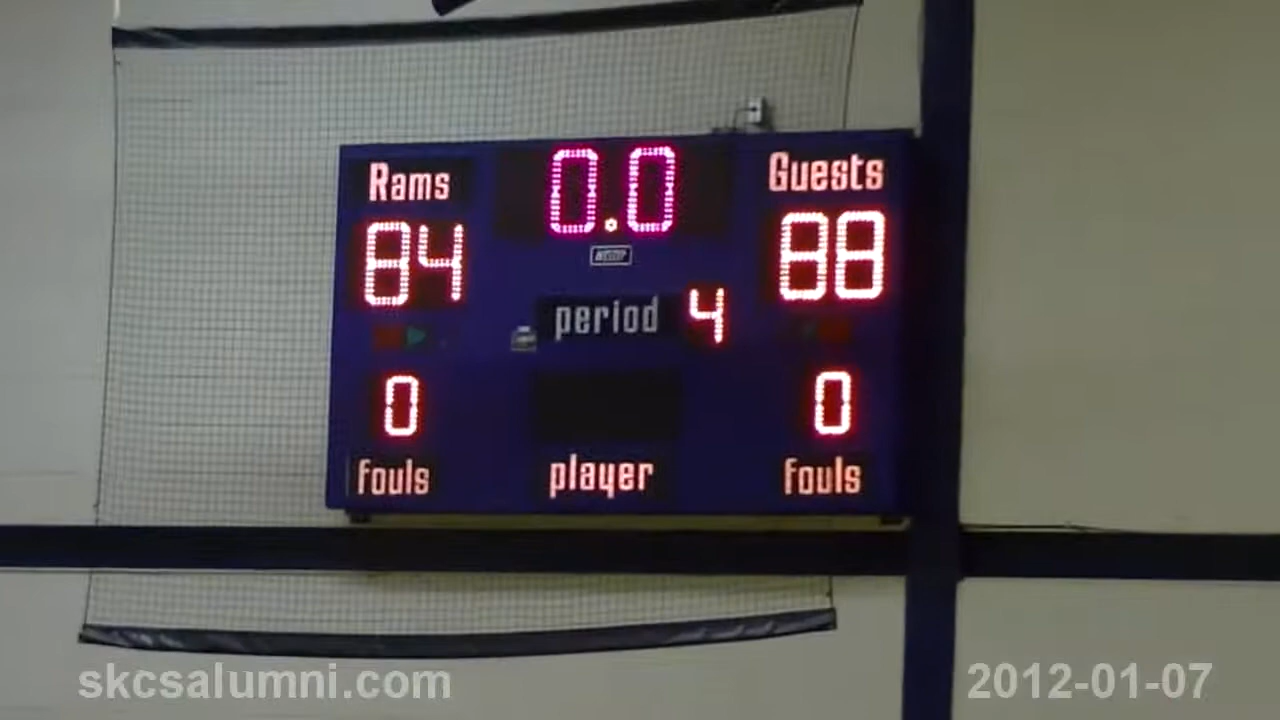 Rams 0.0 Guests
84 88
period 4
0 0
fouls player fouls
skcsalumni.com 2012-01-07